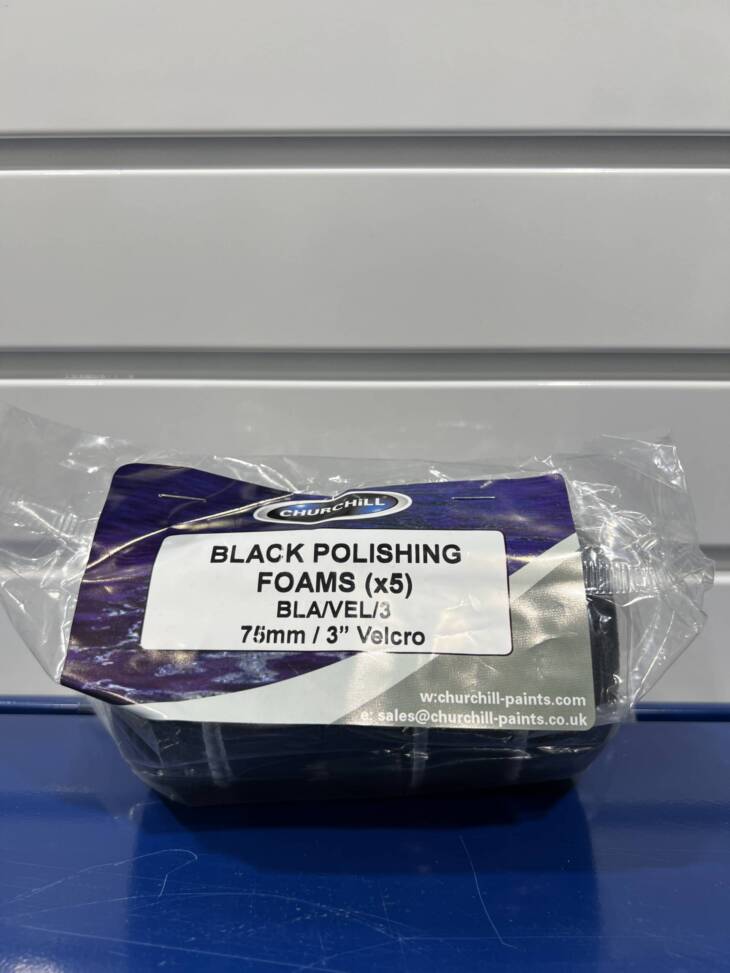 CHURCHiLL
BLACK POLISHING
FOAMS (x5)
BLA/VEL/3
75mm / 3” Velcro
w:churchill-paints.com
e: sales@churchill-paints.co.uk